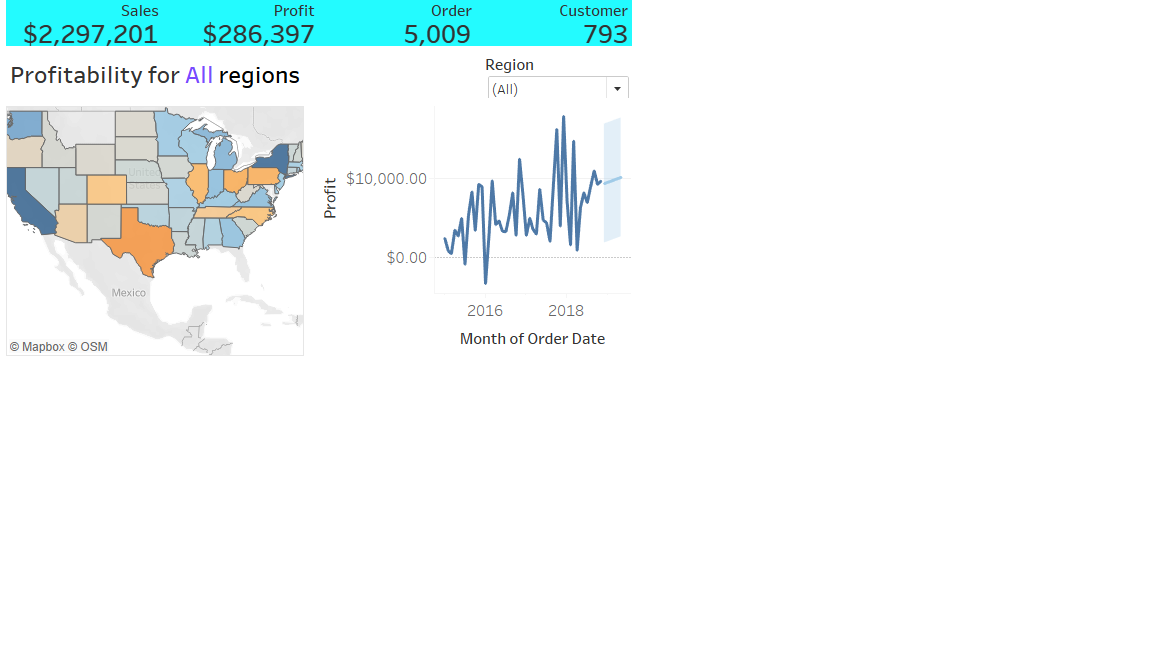 Sales Profit Order Customer
$2,297,201 $286,397 5,009 793
Profitability for All regions
Region
(All)
United
States
Mexico
© Mapbox © OSM
Profit
$10,000.00
$0.00
2016 2018
Month of Order Date